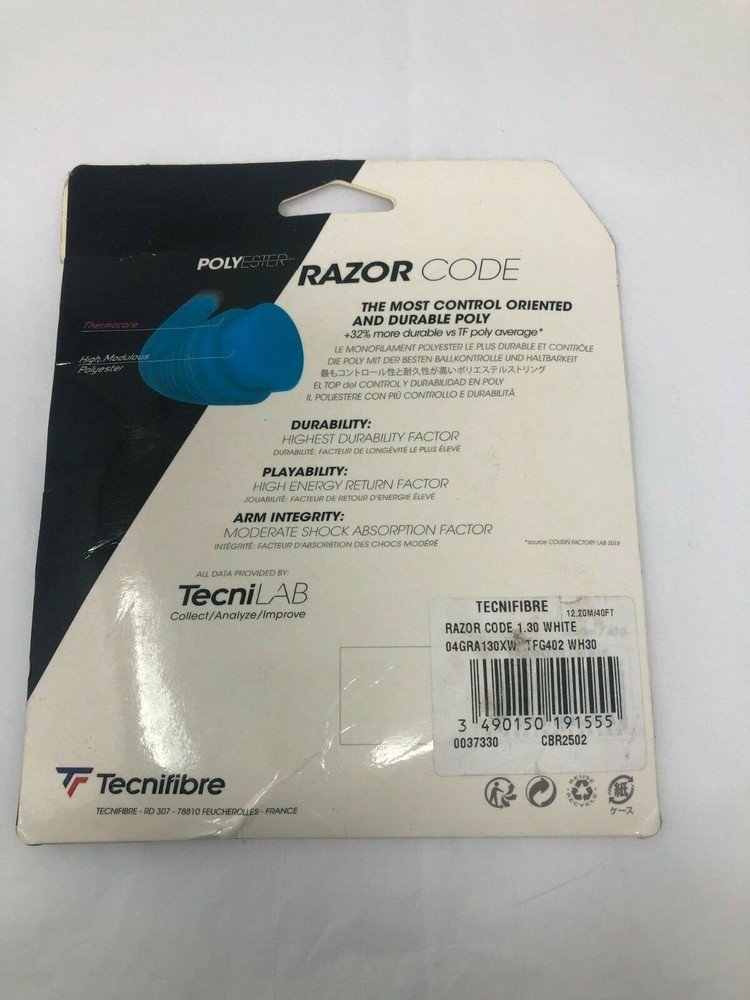 POLYESTER
RAZOR CODE
Thermocore
High Modulous
Polyester
THE MOST CONTROL ORIENTED
AND DURABLE POLY
+32% more durable vs TF poly average*
LE MONOFILAMENT POLYESTER LE PLUS DURABLE ET CONTRÔLE
DIE POLY MIT DER BESTEN BALLKONTROLLE UND HALTBARKEIT
最もコントロール性と耐久性が高いポリエステルストリング
EL TOP del CONTROL Y DURABILIDAD EN POLY
IL POLIESTERE CON PIÙ CONTROLLO E DURABILITÀ
DURABILITY:
HIGHEST DURABILITY FACTOR
DURABILITÉ: FACTEUR DE LONGÉVITÉ LE PLUS ÉLEVÉ
PLAYABILITY:
HIGH ENERGY RETURN FACTOR
JOUABILITÉ: FACTEUR DE RETOUR D'ENERGIE ÉLEVÉ
ARM INTEGRITY:
MODERATE SHOCK ABSORPTION FACTOR
INTÉGRITÉ: FACTEUR D'ABSORBTION DES CHOCS MODÉRÉ
*source COUSIN FACTORY LAB 2018
ALL DATA PROVIDED BY:
TecniLAB
Collect/Analyze/Improve
TECNIFIBRE 12,20M/40FT
RAZOR CODE 1.30 WHITE
04GRA130XW TFG402 WH30
3 490150 191555
0037330 CBR2502
Tecnifibre
TECNIFIBRE - RD 307 - 78810 FEUCHEROLLES - FRANCE
REUSE
RECYCLE
紙
ケース